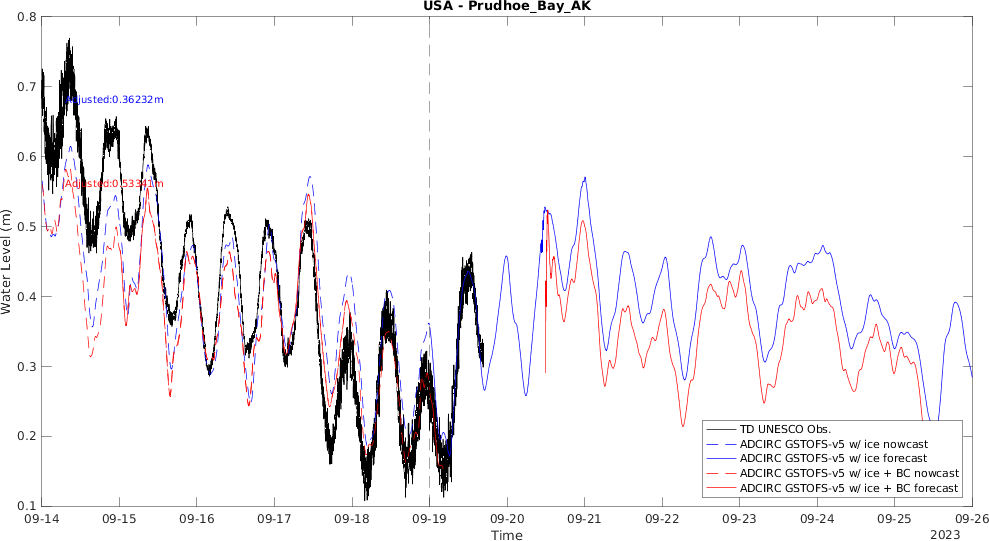 USA - Prudhoe_Bay_AK
0.8
0.7
0.6
0.5
0.4
0.3
0.2
0.1
Water Level (m)
Adjusted:0.36232m
Adjusted:0.53341m
TD UNESCO Obs.
ADCIRC GSTOFS-v5 w/ ice nowcast
ADCIRC GSTOFS-v5 w/ ice forecast
ADCIRC GSTOFS-v5 w/ ice + BC nowcast
ADCIRC GSTOFS-v5 w/ ice + BC forecast
09-14 09-15 09-16 09-17 09-18 09-19 09-20 09-21 09-22 09-23 09-24 09-25 09-26
Time 2023